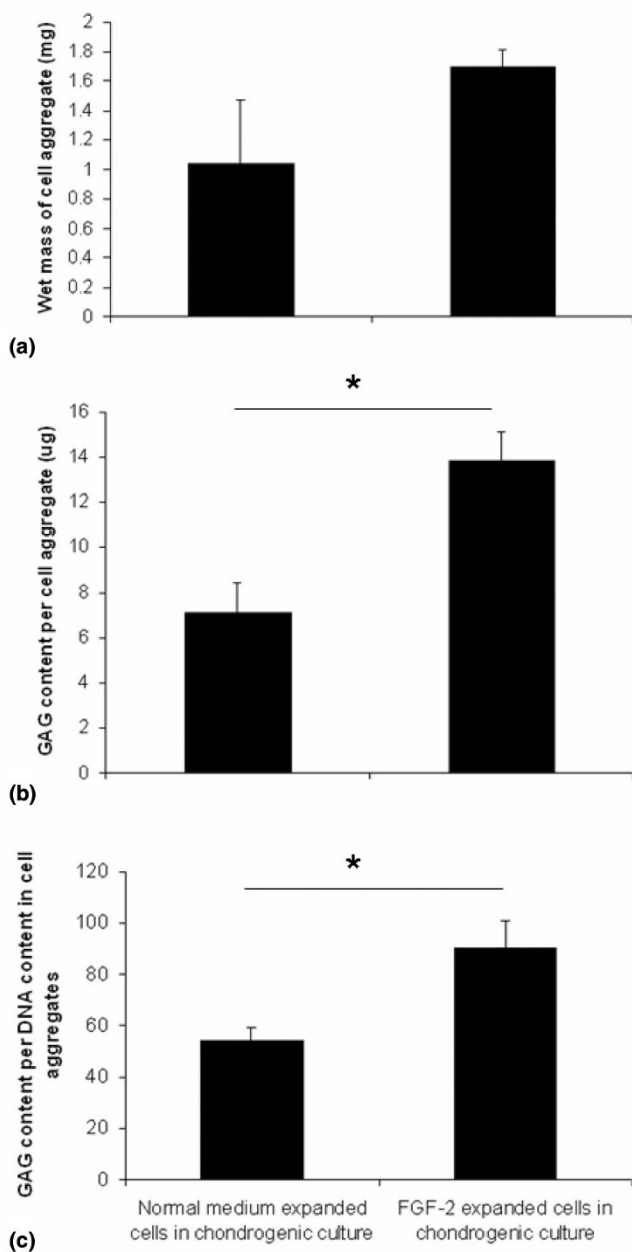 Wet mass of cell aggregate (mg)
2
1.8
1.6
1.4
1.2
1
0.8
0.6
0.4
0.2
0
(a)
*
GAG content per cell aggregate (ug)
16
14
12
10
8
6
4
2
0
(b)
*
GAG content per DNA content in cell
aggregates
120
100
80
60
40
20
0
Normal medium expanded
cells in chondrogenic culture
FGF-2 expanded cells in
chondrogenic culture
(c)